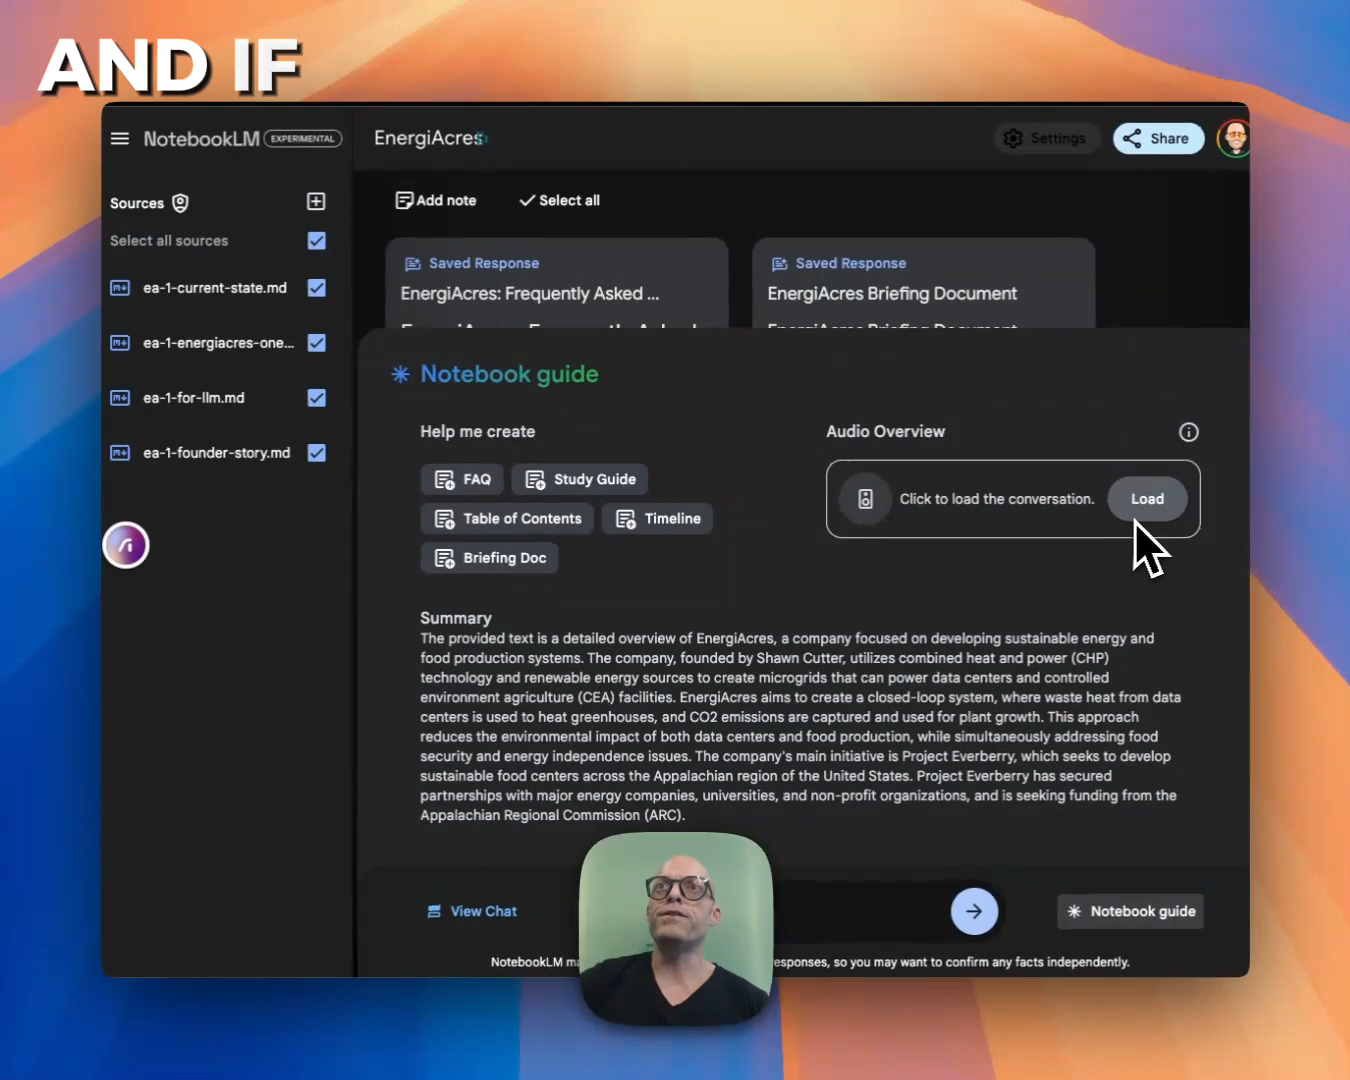 AND IF
NotebookLM EXPERIMENTAL
EnergiAcres
Settings
Share
Sources
Select all sources
ea-1-current-state.md
ea-1-energiacres-one...
ea-1-for-llm.md
ea-1-founder-story.md
Add note
Select all
Saved Response
EnergiAcres: Frequently Asked ...
Saved Response
EnergiAcres Briefing Document
EnergiAcres Briefing Document
Notebook guide
Help me create
FAQ
Study Guide
Table of Contents
Timeline
Briefing Doc
Audio Overview
Click to load the conversation.
Load
Summary
The provided text is a detailed overview of EnergiAcres, a company focused on developing sustainable energy and
food production systems. The company, founded by Shawn Cutter, utilizes combined heat and power (CHP)
technology and renewable energy sources to create microgrids that can power data centers and controlled
environment agriculture (CEA) facilities. EnergiAcres aims to create a closed-loop system, where waste heat from data
centers is used to heat greenhouses, and CO2 emissions are captured and used for plant growth. This approach
reduces the environmental impact of both data centers and food production, while simultaneously addressing food
security and energy independence issues. The company's main initiative is Project Everberry, which seeks to develop
sustainable food centers across the Appalachian region of the United States. Project Everberry has secured
partnerships with major energy companies, universities, and non-profit organizations, and is seeking funding from the
Appalachian Regional Commission (ARC).
View Chat
Notebook guide
NotebookLM
responses, so you may want to confirm any facts independently.